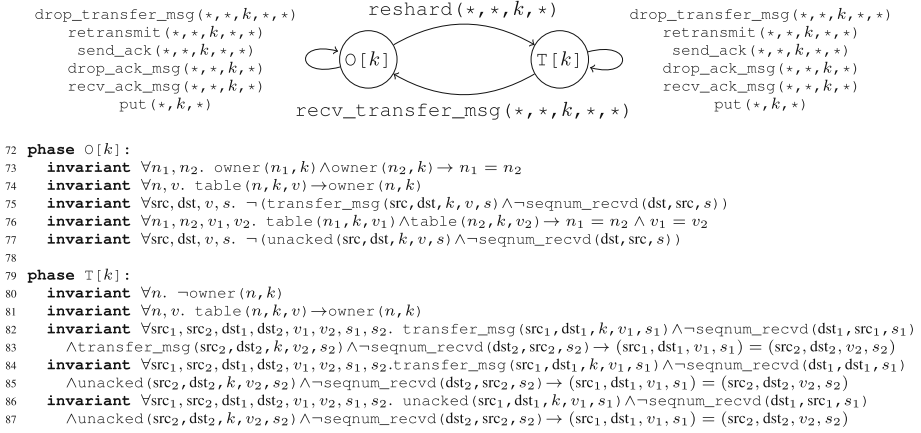 drop_transfer_msg(*,*,k,*,*)
retransmit(*,*,k,*,*)
send_ack(*,*,k,*,*)
drop_ack_msg(*,*,k,*)
recv_ack_msg(*,*,k,*)
put(*,k,*)
reshard(*,*,k,*)
O[k]
T[k]
recv_transfer_msg(*,*,k,*,*)
drop_transfer_msg(*,*,k,*,*)
retransmit(*,*,k,*,*)
send_ack(*,*,k,*,*)
drop_ack_msg(*,*,k,*)
recv_ack_msg(*,*,k,*)
put(*,k,*)
72 phase O[k]:
73 invariant ∀n₁,n₂. owner(n₁,k)∧owner(n₂,k)→ n₁ = n₂
74 invariant ∀n,v. table(n,k,v)→owner(n,k)
75 invariant ∀src,dst,v,s. ¬(transfer_msg(src,dst,k,v,s)∧¬seqnum_recvd(dst,src,s))
76 invariant ∀n₁,n₂,v₁,v₂. table(n₁,k,v₁)∧table(n₂,k,v₂)→ n₁ = n₂ ∧ v₁ = v₂
77 invariant ∀src,dst,v,s. ¬(unacked(src,dst,k,v,s)∧¬seqnum_recvd(dst,src,s))
78
79 phase T[k]:
80 invariant ∀n. ¬owner(n,k)
81 invariant ∀n,v. table(n,k,v)→owner(n,k)
82 invariant ∀src₁,src₂,dst₁,dst₂,v₁,v₂,s₁,s₂. transfer_msg(src₁,dst₁,k,v₁,s₁)∧¬seqnum_recvd(dst₁,src₁,s₁)
83 ∧transfer_msg(src₂,dst₂,k,v₂,s₂)∧¬seqnum_recvd(dst₂,src₂,s₂)→ (src₁,dst₁,v₁,s₁) = (src₂,dst₂,v₂,s₂)
84 invariant ∀src₁,src₂,dst₁,dst₂,v₁,v₂,s₁,s₂.transfer_msg(src₁,dst₁,k,v₁,s₁)∧¬seqnum_recvd(dst₁,dst₁,s₁)
85 ∧unacked(src₂,dst₂,k,v₂,s₂)∧¬seqnum_recvd(dst₂,src₂,s₂)→ (src₁,dst₁,v₁,s₁) = (src₂,dst₂,v₂,s₂)
86 invariant ∀src₁,src₂,dst₁,dst₂,v₁,v₂,s₁,s₂. unacked(src₁,dst₁,k,v₁,s₁)∧¬seqnum_recvd(dst₁,src₁,s₁)
87 ∧unacked(src₂,dst₂,k,v₂,s₂)∧¬seqnum_recvd(dst₂,src₂,s₂)→ (src₁,dst₁,v₁,s₁) = (src₂,dst₂,v₂,s₂)